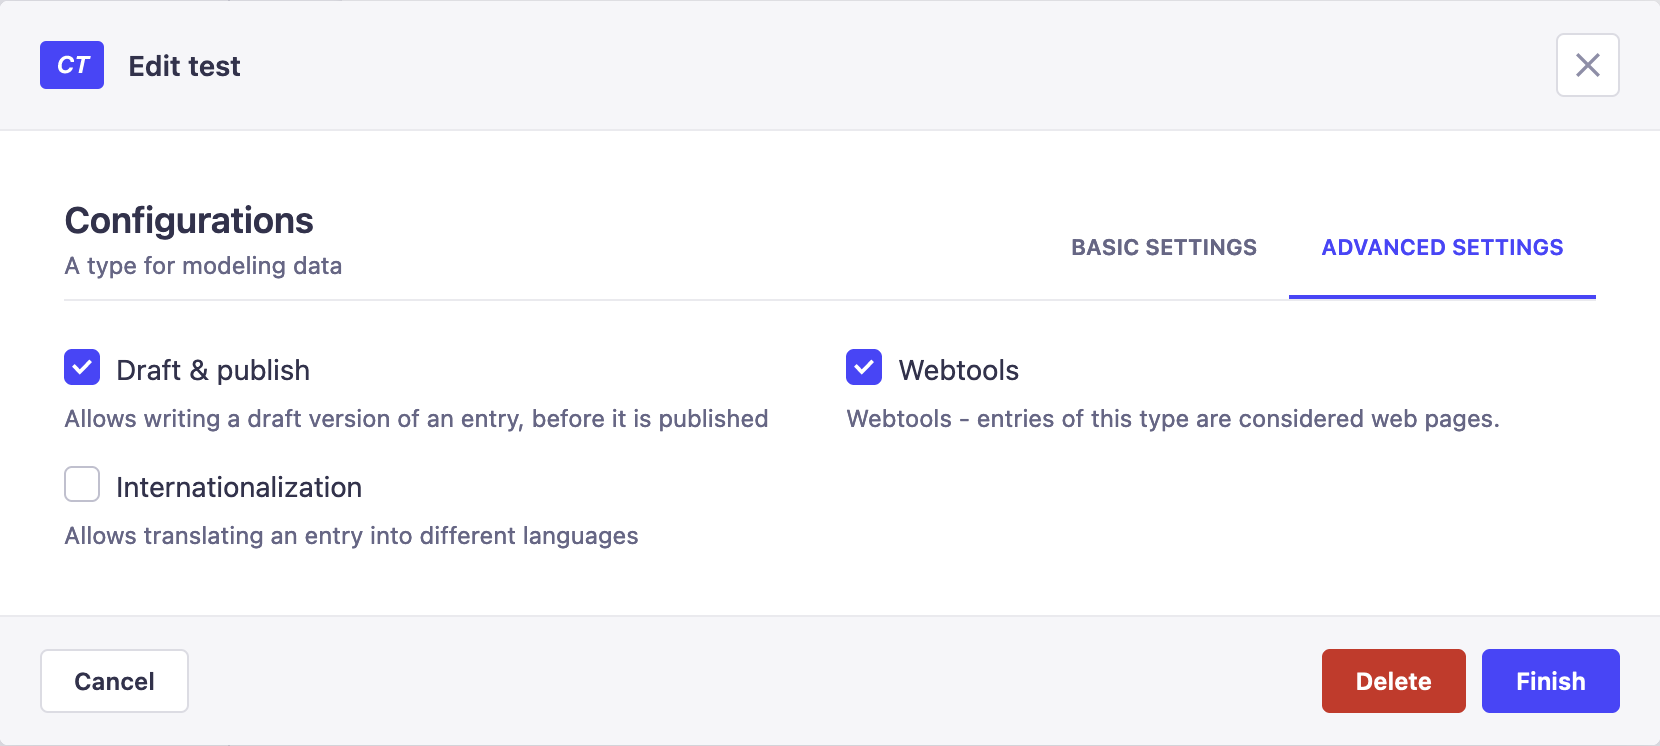 CT Edit test
Configurations
A type for modeling data
BASIC SETTINGS ADVANCED SETTINGS
Draft & publish
Allows writing a draft version of an entry, before it is published
Webtools
Webtools - entries of this type are considered web pages.
Internationalization
Allows translating an entry into different languages
Cancel Delete Finish